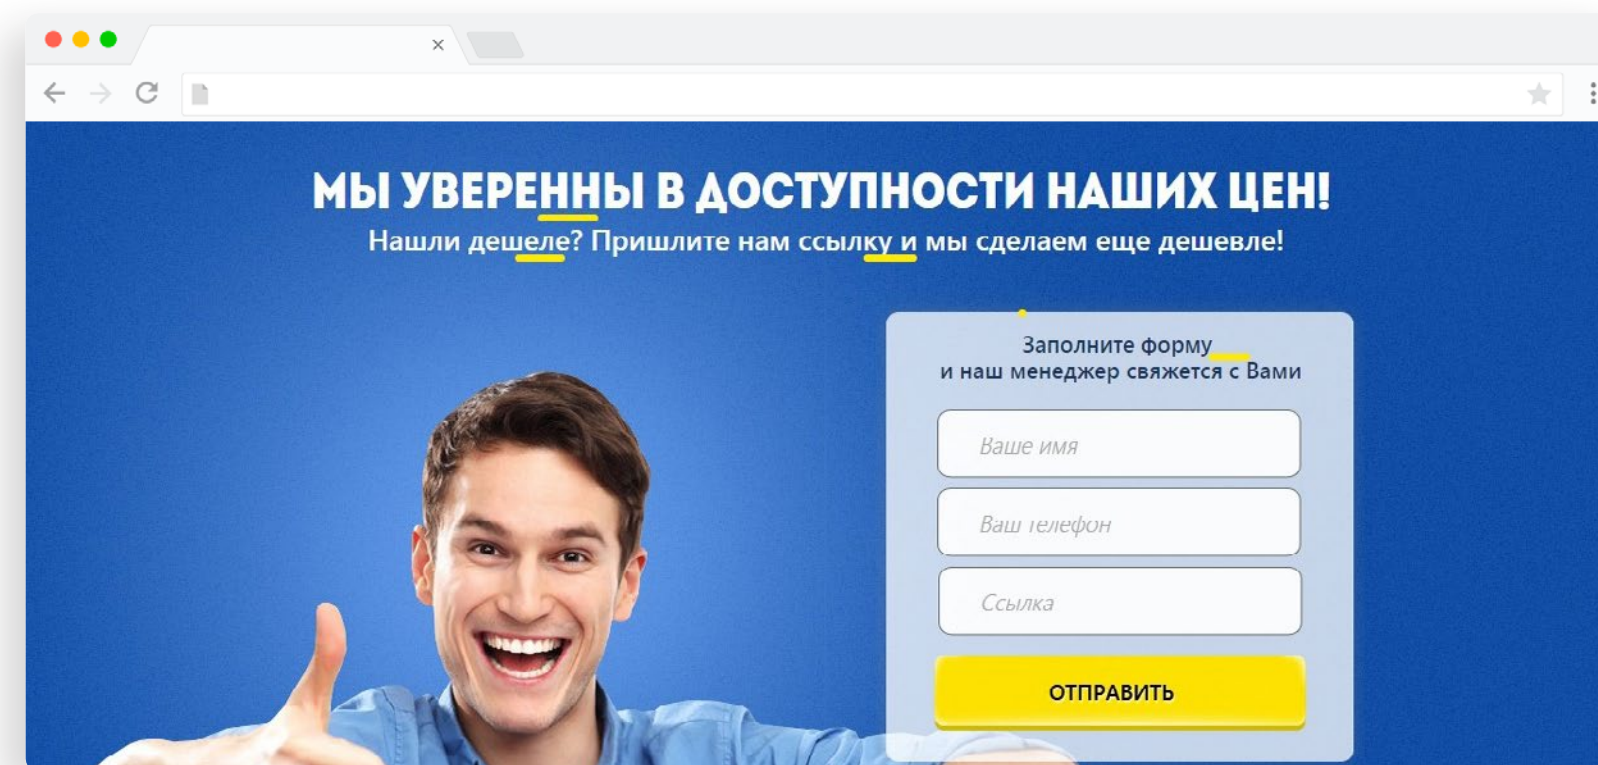 МЫ УВЕРЕННЫ В ДОСТУПНОСТИ НАШИХ ЦЕН!
Нашли дешеле? Пришлите нам ссылку и мы сделаем еще дешевле!
Заполните форму
и наш менеджер свяжется с Вами
Ваше имя
Ваш телефон
Ссылка
ОТПРАВИТЬ